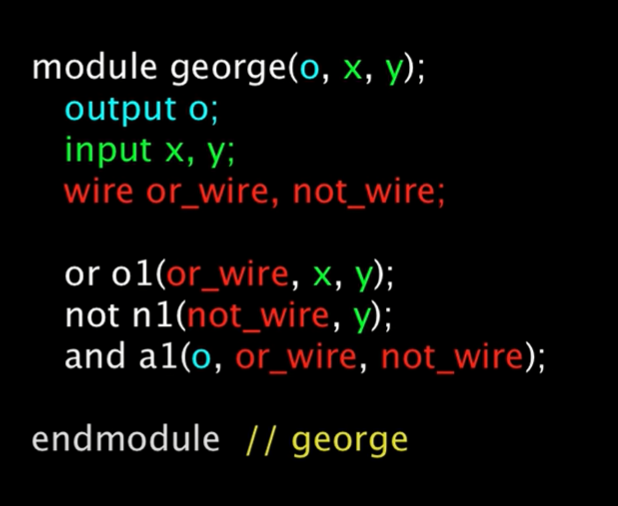 module george(o, x, y);
output o;
input x, y;
wire or_wire, not_wire;
or o1(or_wire, x, y);
not n1(not_wire, y);
and a1(o, or_wire, not_wire);
endmodule // george